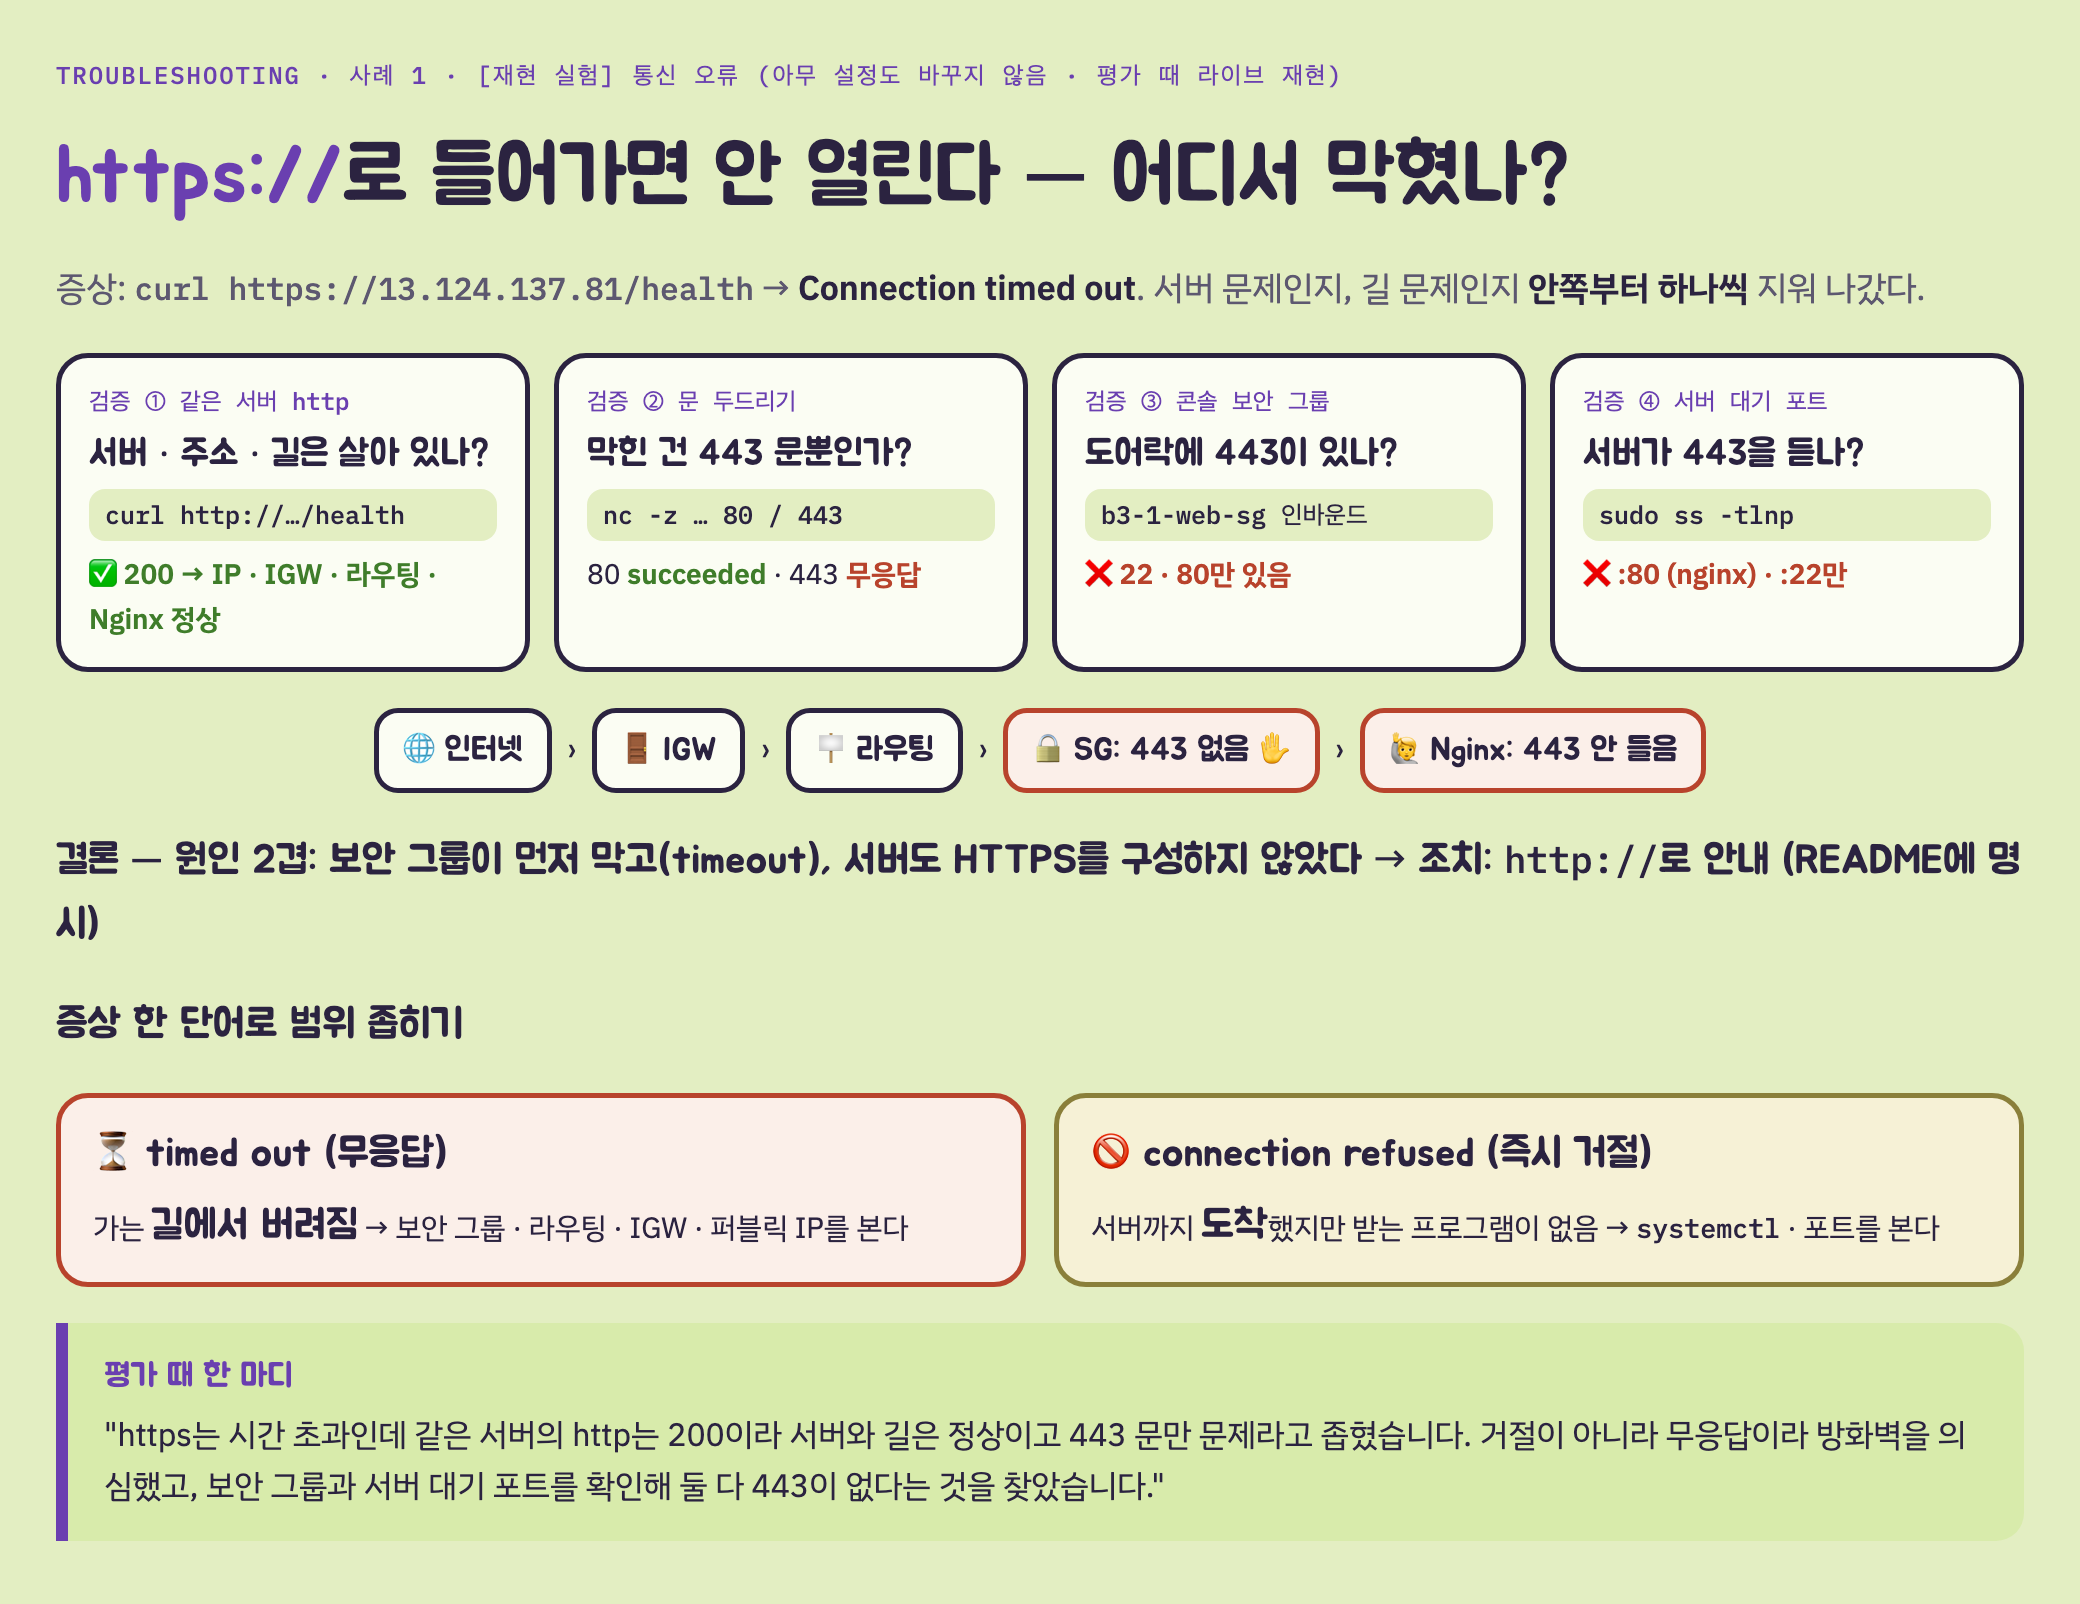 TROUBLESHOOTING · 사례 1 · [재현 실험] 통신 오류 (아무 설정도 바꾸지 않음 · 평가 때 라이브 재현)
https://로 들어가면 안 열린다 — 어디서 막혔나?
증상: curl https://13.124.137.81/health → Connection timed out. 서버 문제인지, 길 문제인지 안쪽부터 하나씩 지워 나갔다.
검증 ① 같은 서버 http
서버 · 주소 · 길은 살아 있나?
curl http://…/health
✅ 200 → IP · IGW · 라우팅 ·
Nginx 정상
검증 ② 문 두드리기
막힌 건 443 문뿐인가?
nc -z … 80 / 443
80 succeeded · 443 무응답
검증 ③ 콘솔 보안 그룹
도어락에 443이 있나?
b3-1-web-sg 인바운드
❌ 22 · 80만 있음
검증 ④ 서버 대기 포트
서버가 443을 듣나?
sudo ss -tlnp
❌ :80 (nginx) · :22만
🌐 인터넷 › 🚪 IGW › 🪧 라우팅 › 🔒 SG: 443 없음 🖐 › 🙋 Nginx: 443 안 들음
결론 — 원인 2겹: 보안 그룹이 먼저 막고(timeout), 서버도 HTTPS를 구성하지 않았다 → 조치: http://로 안내 (README에 명
시)
증상 한 단어로 범위 좁히기
⏳ timed out (무응답)
가는 길에서 버려짐 → 보안 그룹 · 라우팅 · IGW · 퍼블릭 IP를 본다
🚫 connection refused (즉시 거절)
서버까지 도착했지만 받는 프로그램이 없음 → systemctl · 포트를 본다
평가 때 한 마디
"https는 시간 초과인데 같은 서버의 http는 200이라 서버와 길은 정상이고 443 문만 문제라고 좁혔습니다. 거절이 아니라 무응답이라 방화벽을 의
심했고, 보안 그룹과 서버 대기 포트를 확인해 둘 다 443이 없다는 것을 찾았습니다."